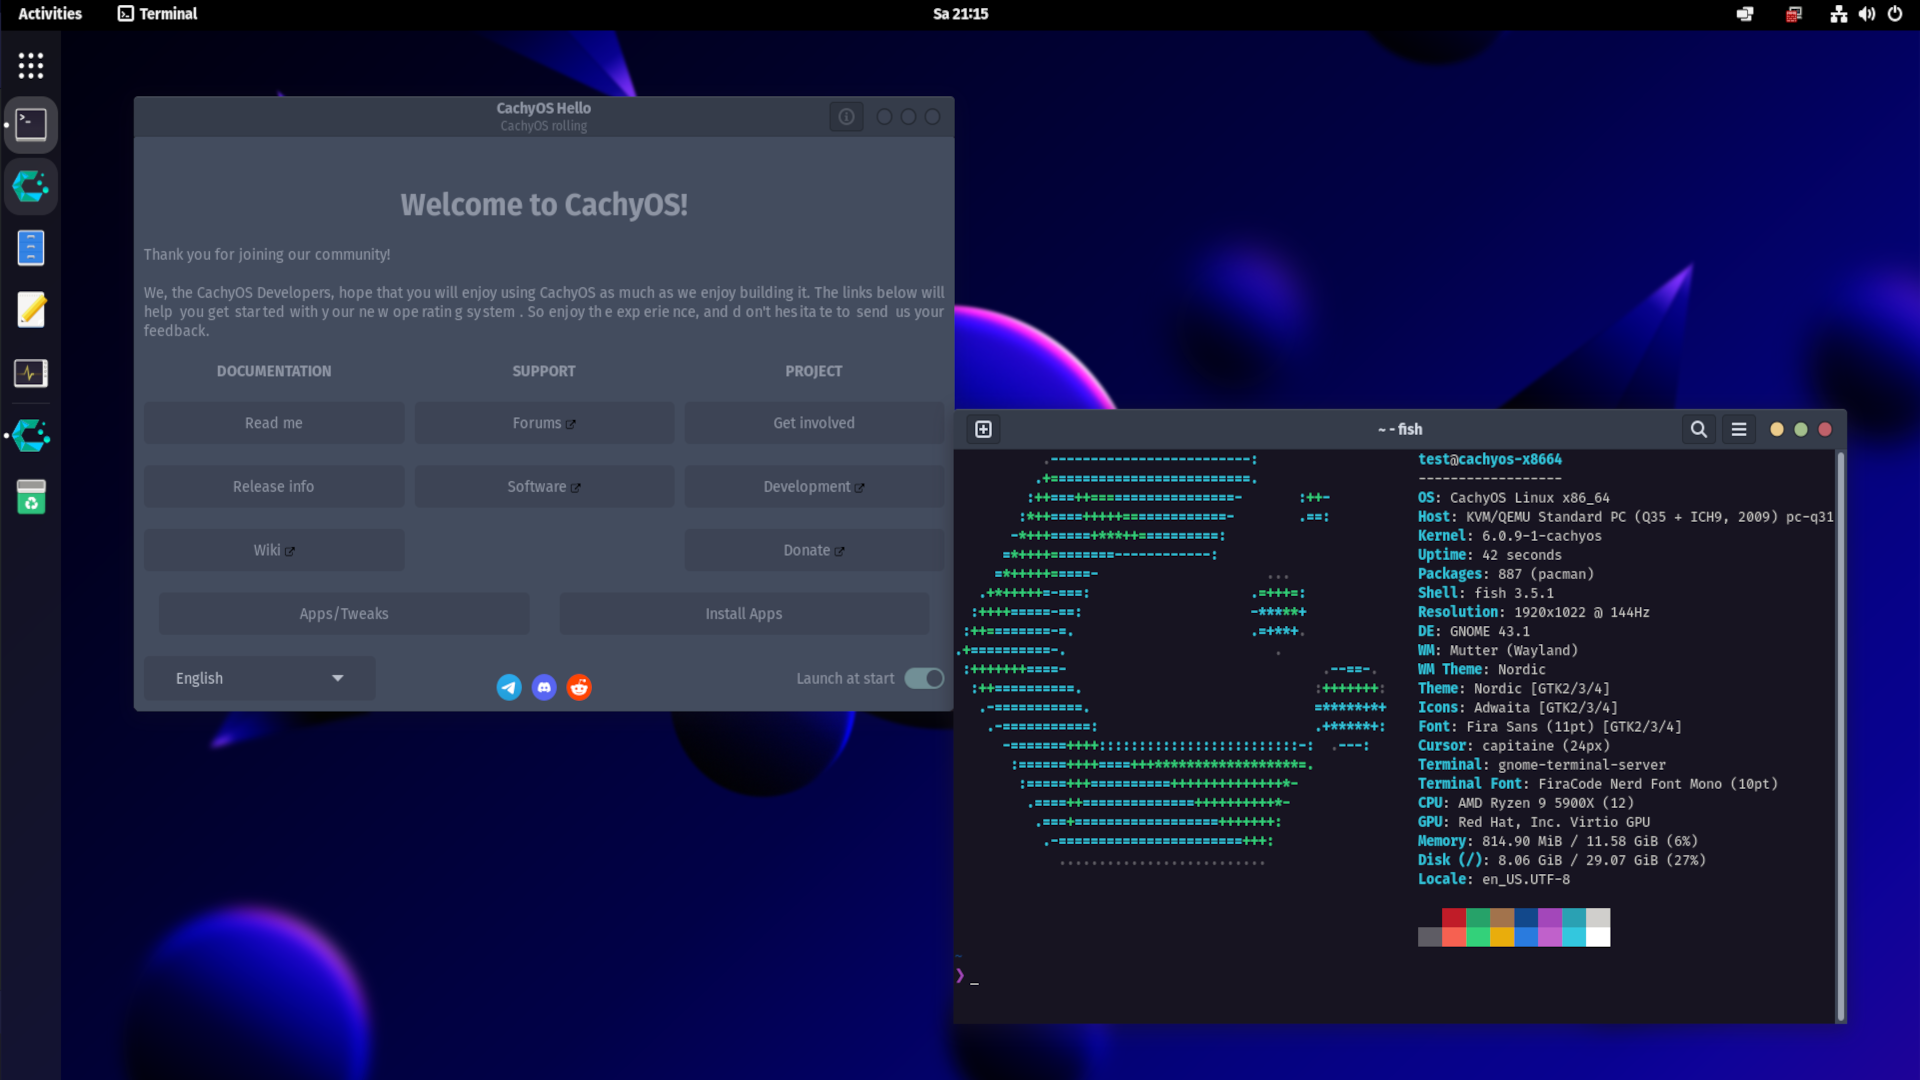 Activities
Terminal
Sa 21:15
CachyOS Hello
CachyOS rolling
Welcome to CachyOS!
Thank you for joining our community!
We, the CachyOS Developers, hope that you will enjoy using CachyOS as much as we enjoy building it. The links below will
help you get started with your new operating system. So enjoy the experience, and don't hesitate to send us your
feedback.
DOCUMENTATION
SUPPORT
PROJECT
Read me
Forums
Get involved
Release info
Software
Development
Wiki
Donate
Apps/Tweaks
Install Apps
English
Launch at start
~ - fish
test@cachyos-x8664
------------------
OS: CachyOS Linux x86_64
Host: KVM/QEMU Standard PC (Q35 + ICH9, 2009) pc-q31
Kernel: 6.0.9-1-cachyos
Uptime: 42 seconds
Packages: 887 (pacman)
Shell: fish 3.5.1
Resolution: 1920x1022 @ 144Hz
DE: GNOME 43.1
WM: Mutter (Wayland)
WM Theme: Nordic
Theme: Nordic [GTK2/3/4]
Icons: Adwaita [GTK2/3/4]
Font: Fira Sans (11pt) [GTK2/3/4]
Cursor: capitaine (24px)
Terminal: gnome-terminal-server
Terminal Font: FiraCode Nerd Font Mono (10pt)
CPU: AMD Ryzen 9 5900X (12)
GPU: Red Hat, Inc. Virtio GPU
Memory: 814.90 MiB / 11.58 GiB (6%)
Disk (/): 8.06 GiB / 29.07 GiB (27%)
Locale: en_US.UTF-8
~
❯ _